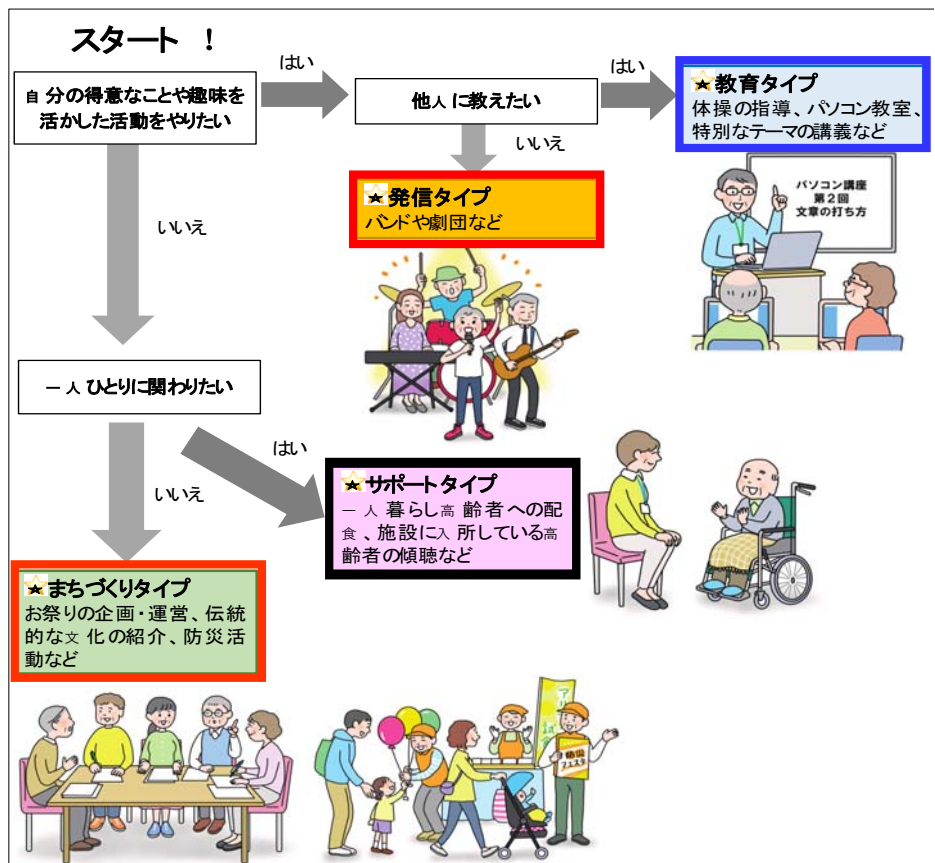 スタート !
はい
はい
自分の得意なことや趣味を
活かした活動をやりたい
他人に教えたい
★教育タイプ
体操の指導、パソコン教室、
特別なテーマの講義など
いいえ
★発信タイプ
バンドや劇団など
パソコン講座
第2回
文章の打ち方
いいえ
一人ひとりに関わりたい
はい
いいえ
★サポートタイプ
一人暮らし高齢者への配
食、施設に入所している高
齢者の傾聴など
★まちづくりタイプ
お祭りの企画・運営、伝統
的な文化の紹介、防災活
動など
防災
フェスタ